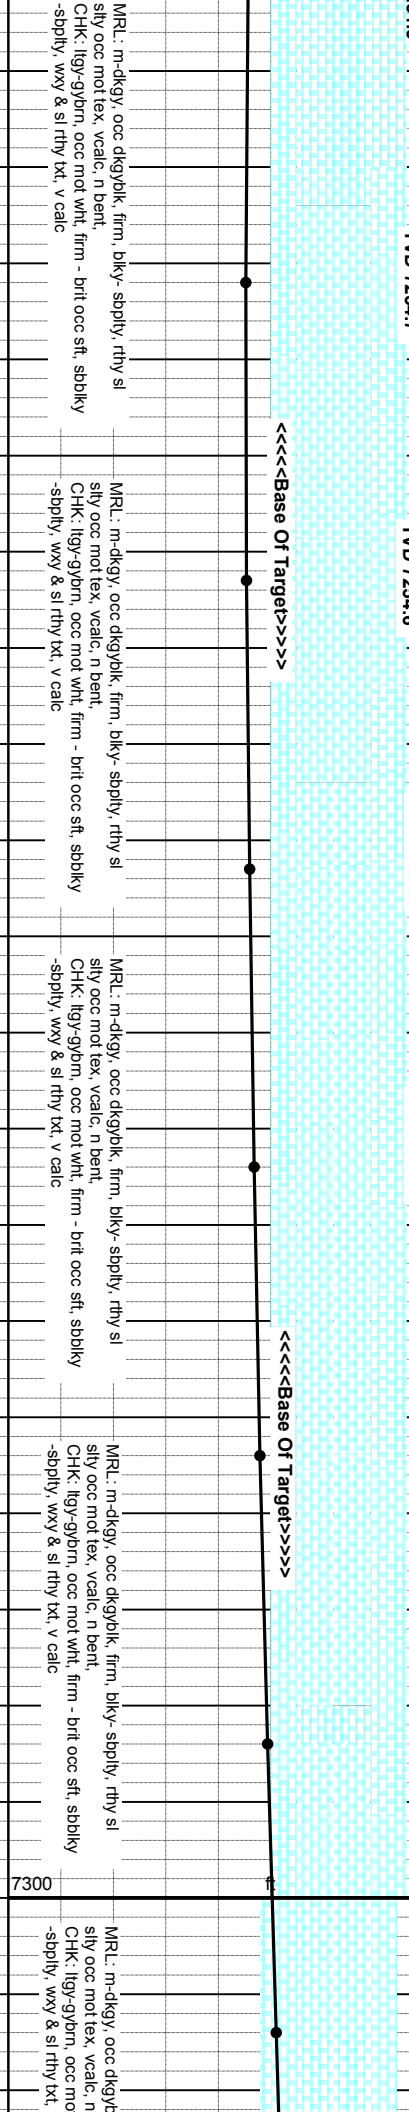 MRL: m-dkgy, occ dkgyblk, firm, blky- sbplty, rthy sl
slty occ mot tex, vcalc, n bent,
CHK: ltgy-gybrn, occ mot wht, firm - brit occ sft, sbblky
-sbplty, wxy & sl rthy txt, v calc
<<<<<Base Of Target>>>>>
MRL: m-dkgy, occ dkgyblk, firm, blky- sbplty, rthy sl
slty occ mot tex, vcalc, n bent,
CHK: ltgy-gybrn, occ mot wht, firm - brit occ sft, sbblky
-sbplty, wxy & sl rthy txt, v calc
MRL: m-dkgy, occ dkgyblk, firm, blky- sbplty, rthy sl
slty occ mot tex, vcalc, n bent,
CHK: ltgy-gybrn, occ mot wht, firm - brit occ sft, sbblky
-sbplty, wxy & sl rthy txt, v calc
<<<<<Base Of Target>>>>>
MRL: m-dkgy, occ dkgyblk, firm, blky- sbplty, rthy sl
slty occ mot tex, vcalc, n bent,
CHK: ltgy-gybrn, occ mot wht, firm - brit occ sft, sbblky
-sbplty, wxy & sl rthy txt, v calc
7300 ft
MRL: m-dkgy, occ dkgyb
slty occ mot tex, vcalc, n
CHK: ltgy-gybrn, occ mo
-sbplty, wxy & sl rthy txt,